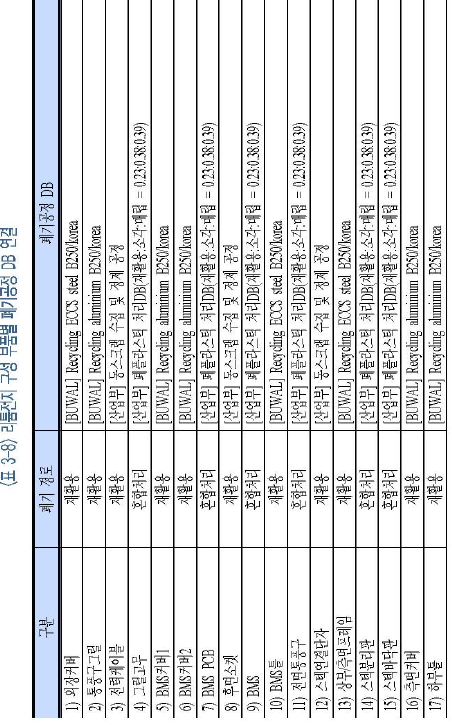 <표 3-8> 리튬전지 구성 부품별 폐기공정 DB 연결
구분 폐기 경로 폐기공정 DB
1) 외장커버 재활용 [BUWAL] Recycling ECCS steel B250/korea
2) 통풍구그릴 재활용 [BUWAL] Recycling aluminium B250/korea
3) 전력케이블 재활용 [산업부] 동스크랩 수집 및 정제 공정
4) 그릴고무 혼합처리 [산업부] 폐플라스틱 처리DB(재활용:소각:매립 = 0.23:0.38:0.39)
5) BMS커버1 재활용 [BUWAL] Recycling aluminium B250/korea
6) BMS커버2 재활용 [BUWAL] Recycling aluminium B250/korea
7) BMS PCB 혼합처리 [산업부] 폐플라스틱 처리DB(재활용:소각:매립 = 0.23:0.38:0.39)
8) 후면소켓 재활용 [산업부] 동스크랩 수집 및 정제 공정
9) BMS 혼합처리 [산업부] 폐플라스틱 처리DB(재활용:소각:매립 = 0.23:0.38:0.39)
10) BMS틀 재활용 [BUWAL] Recycling ECCS steel B250/korea
11) 전면통풍구 혼합처리 [산업부] 폐플라스틱 처리DB(재활용:소각:매립 = 0.23:0.38:0.39)
12) 스택연결단자 재활용 [산업부] 동스크랩 수집 및 정제 공정
13) 상부/측면프레임 재활용 [BUWAL] Recycling ECCS steel B250/korea
14) 스택분리판 혼합처리 [산업부] 폐플라스틱 처리DB(재활용:소각:매립 = 0.23:0.38:0.39)
15) 스택바닥판 혼합처리 [산업부] 폐플라스틱 처리DB(재활용:소각:매립 = 0.23:0.38:0.39)
16) 측면커버 재활용 [BUWAL] Recycling aluminium B250/korea
17) 하부틀 재활용 [BUWAL] Recycling aluminium B250/korea